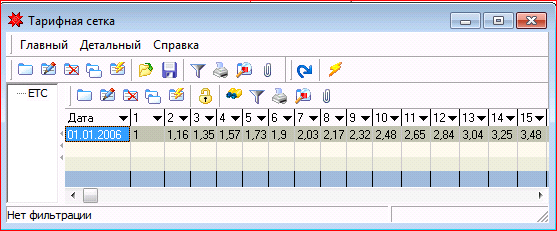 Тарифная сетка
Главный Детальный Справка
ЕТС
Дата 1 2 3 4 5 6 7 8 9 10 11 12 13 14 15
01.01.2006 1 1,16 1,35 1,57 1,73 1,9 2,03 2,17 2,32 2,48 2,65 2,84 3,04 3,25 3,48
Нет фильтрации